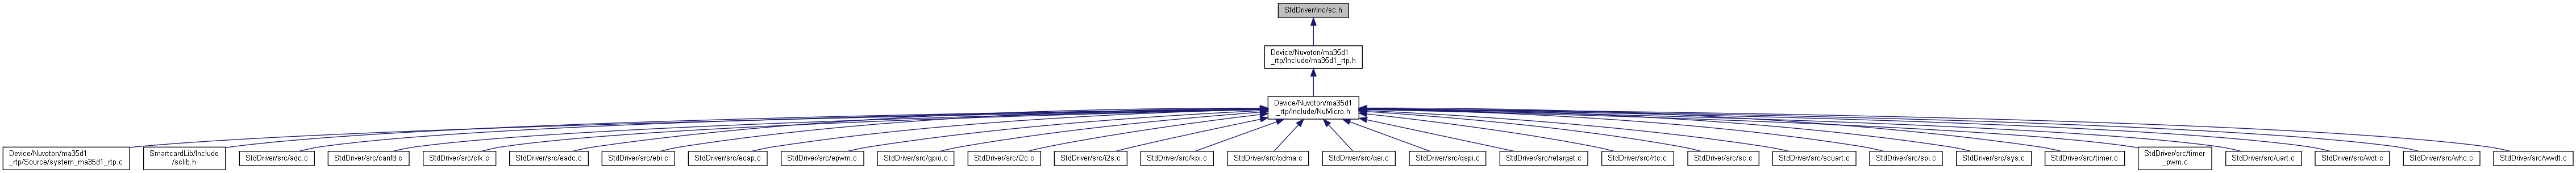 StdDriver/inc/sc.h
Device/Nuvoton/ma35d1
_rtp/Include/ma35d1_rtp.h
Device/Nuvoton/ma35d1
_rtp/Include/NuMicro.h
Device/Nuvoton/ma35d1
_rtp/Source/system_ma35d1_rtp.c
SmartcardLib/Include
/sclib.h
StdDriver/src/adc.c
StdDriver/src/canfd.c
StdDriver/src/clk.c
StdDriver/src/eadc.c
StdDriver/src/ebi.c
StdDriver/src/ecap.c
StdDriver/src/epwm.c
StdDriver/src/gpio.c
StdDriver/src/i2c.c
StdDriver/src/i2s.c
StdDriver/src/kpi.c
StdDriver/src/pdma.c
StdDriver/src/qei.c
StdDriver/src/qspi.c
StdDriver/src/retarget.c
StdDriver/src/rtc.c
StdDriver/src/sc.c
StdDriver/src/scuart.c
StdDriver/src/spi.c
StdDriver/src/sys.c
StdDriver/src/timer.c
StdDriver/src/timer
_pwm.c
StdDriver/src/uart.c
StdDriver/src/wdt.c
StdDriver/src/whc.c
StdDriver/src/wwdt.c